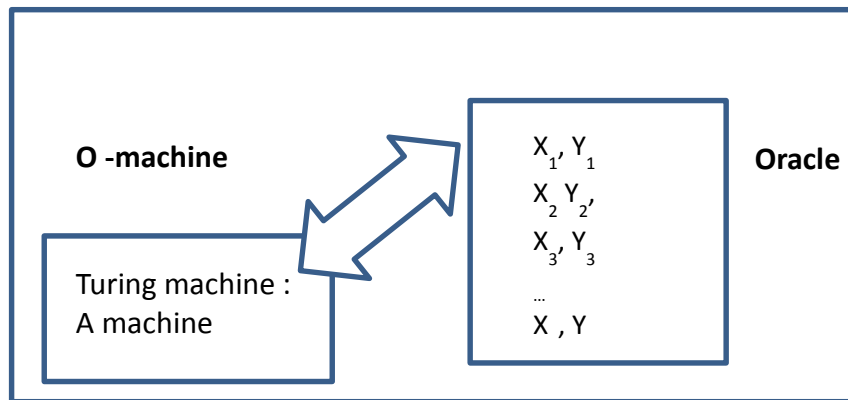 O -machine
Turing machine :
A machine
X₁, Y₁
X₂ Y₂,
X₃, Y₃
...
X , Y
Oracle